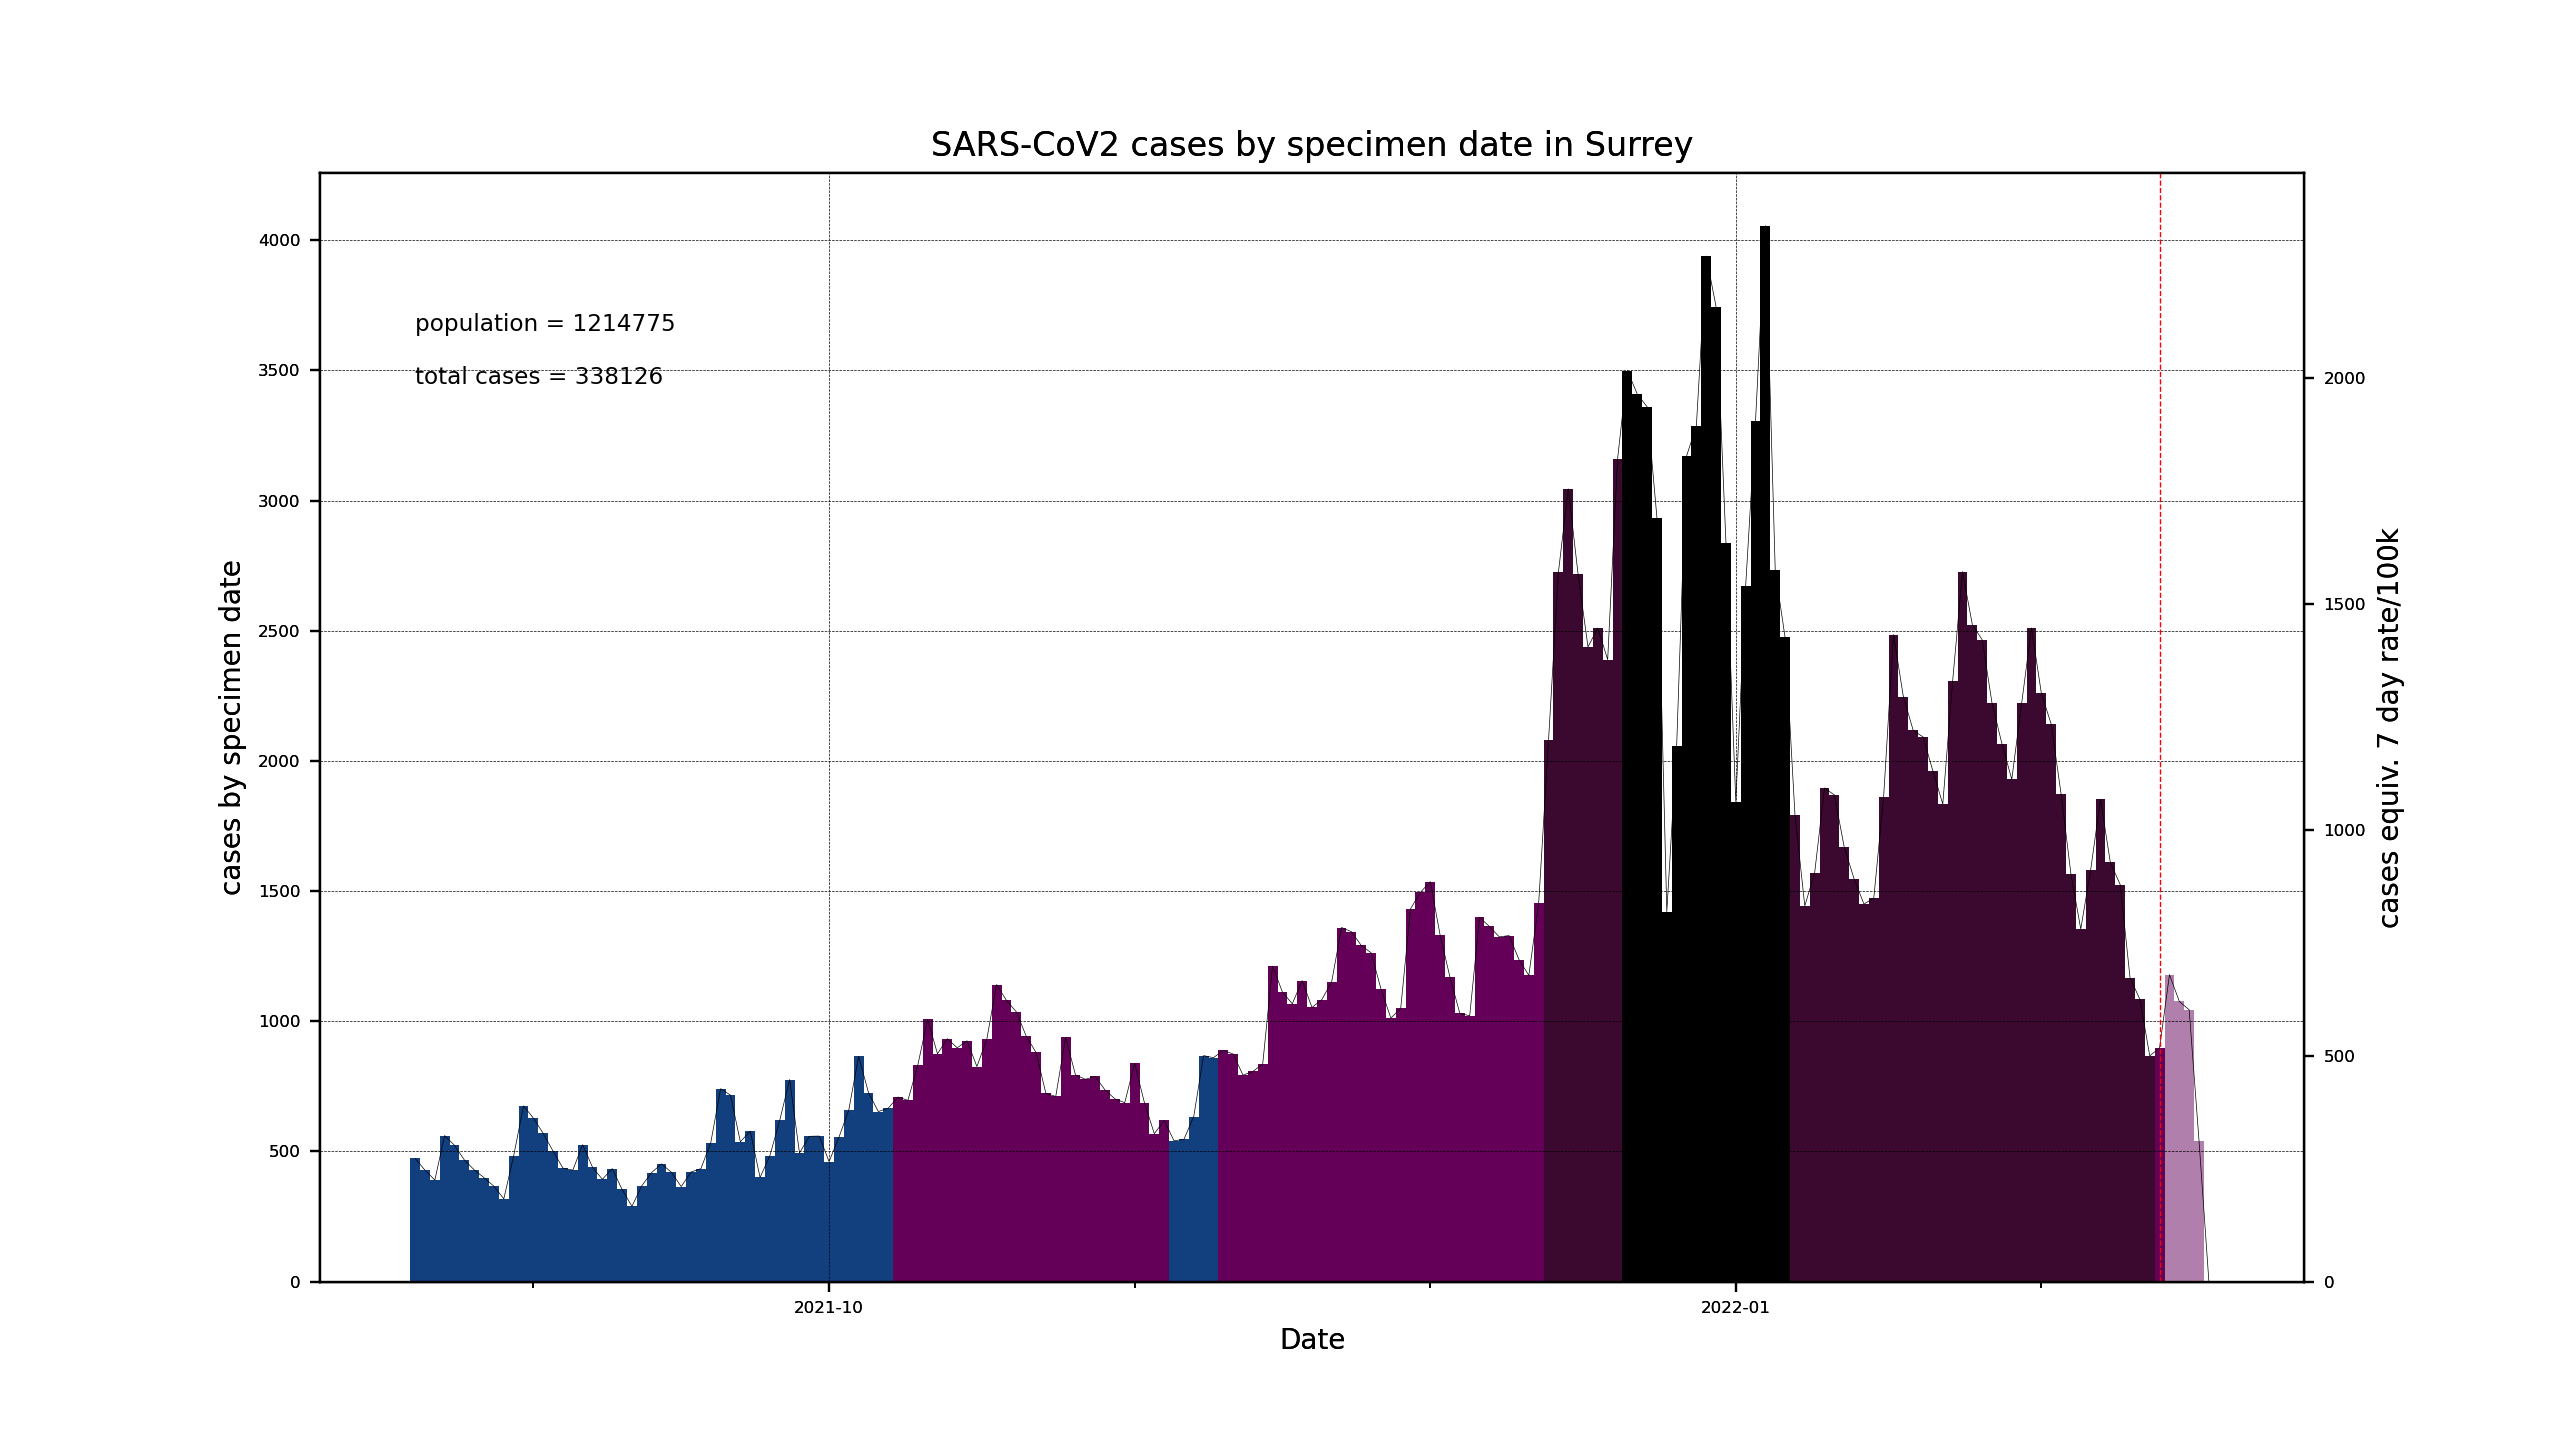 SARS-CoV2 cases by specimen date in Surrey
population = 1214775
total cases = 338126
cases by specimen date
4000
3500
3000
2500
2000
1500
1000
500
0
2000
1500
1000
500
0
cases equiv. 7 day rate/100k
2021-10
2022-01
Date